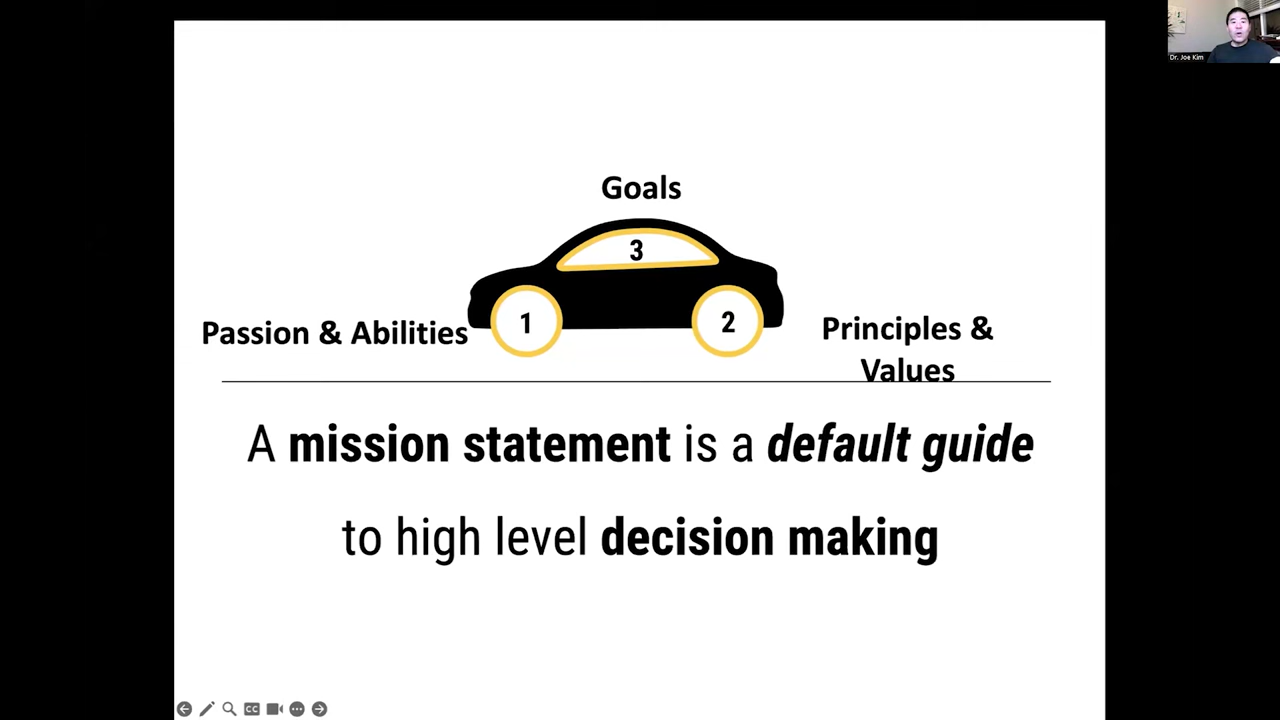 Dr. Joe Kim
Goals
3
Passion & Abilities
1
2
Principles &
Values
A mission statement is a default guide
to high level decision making
CC